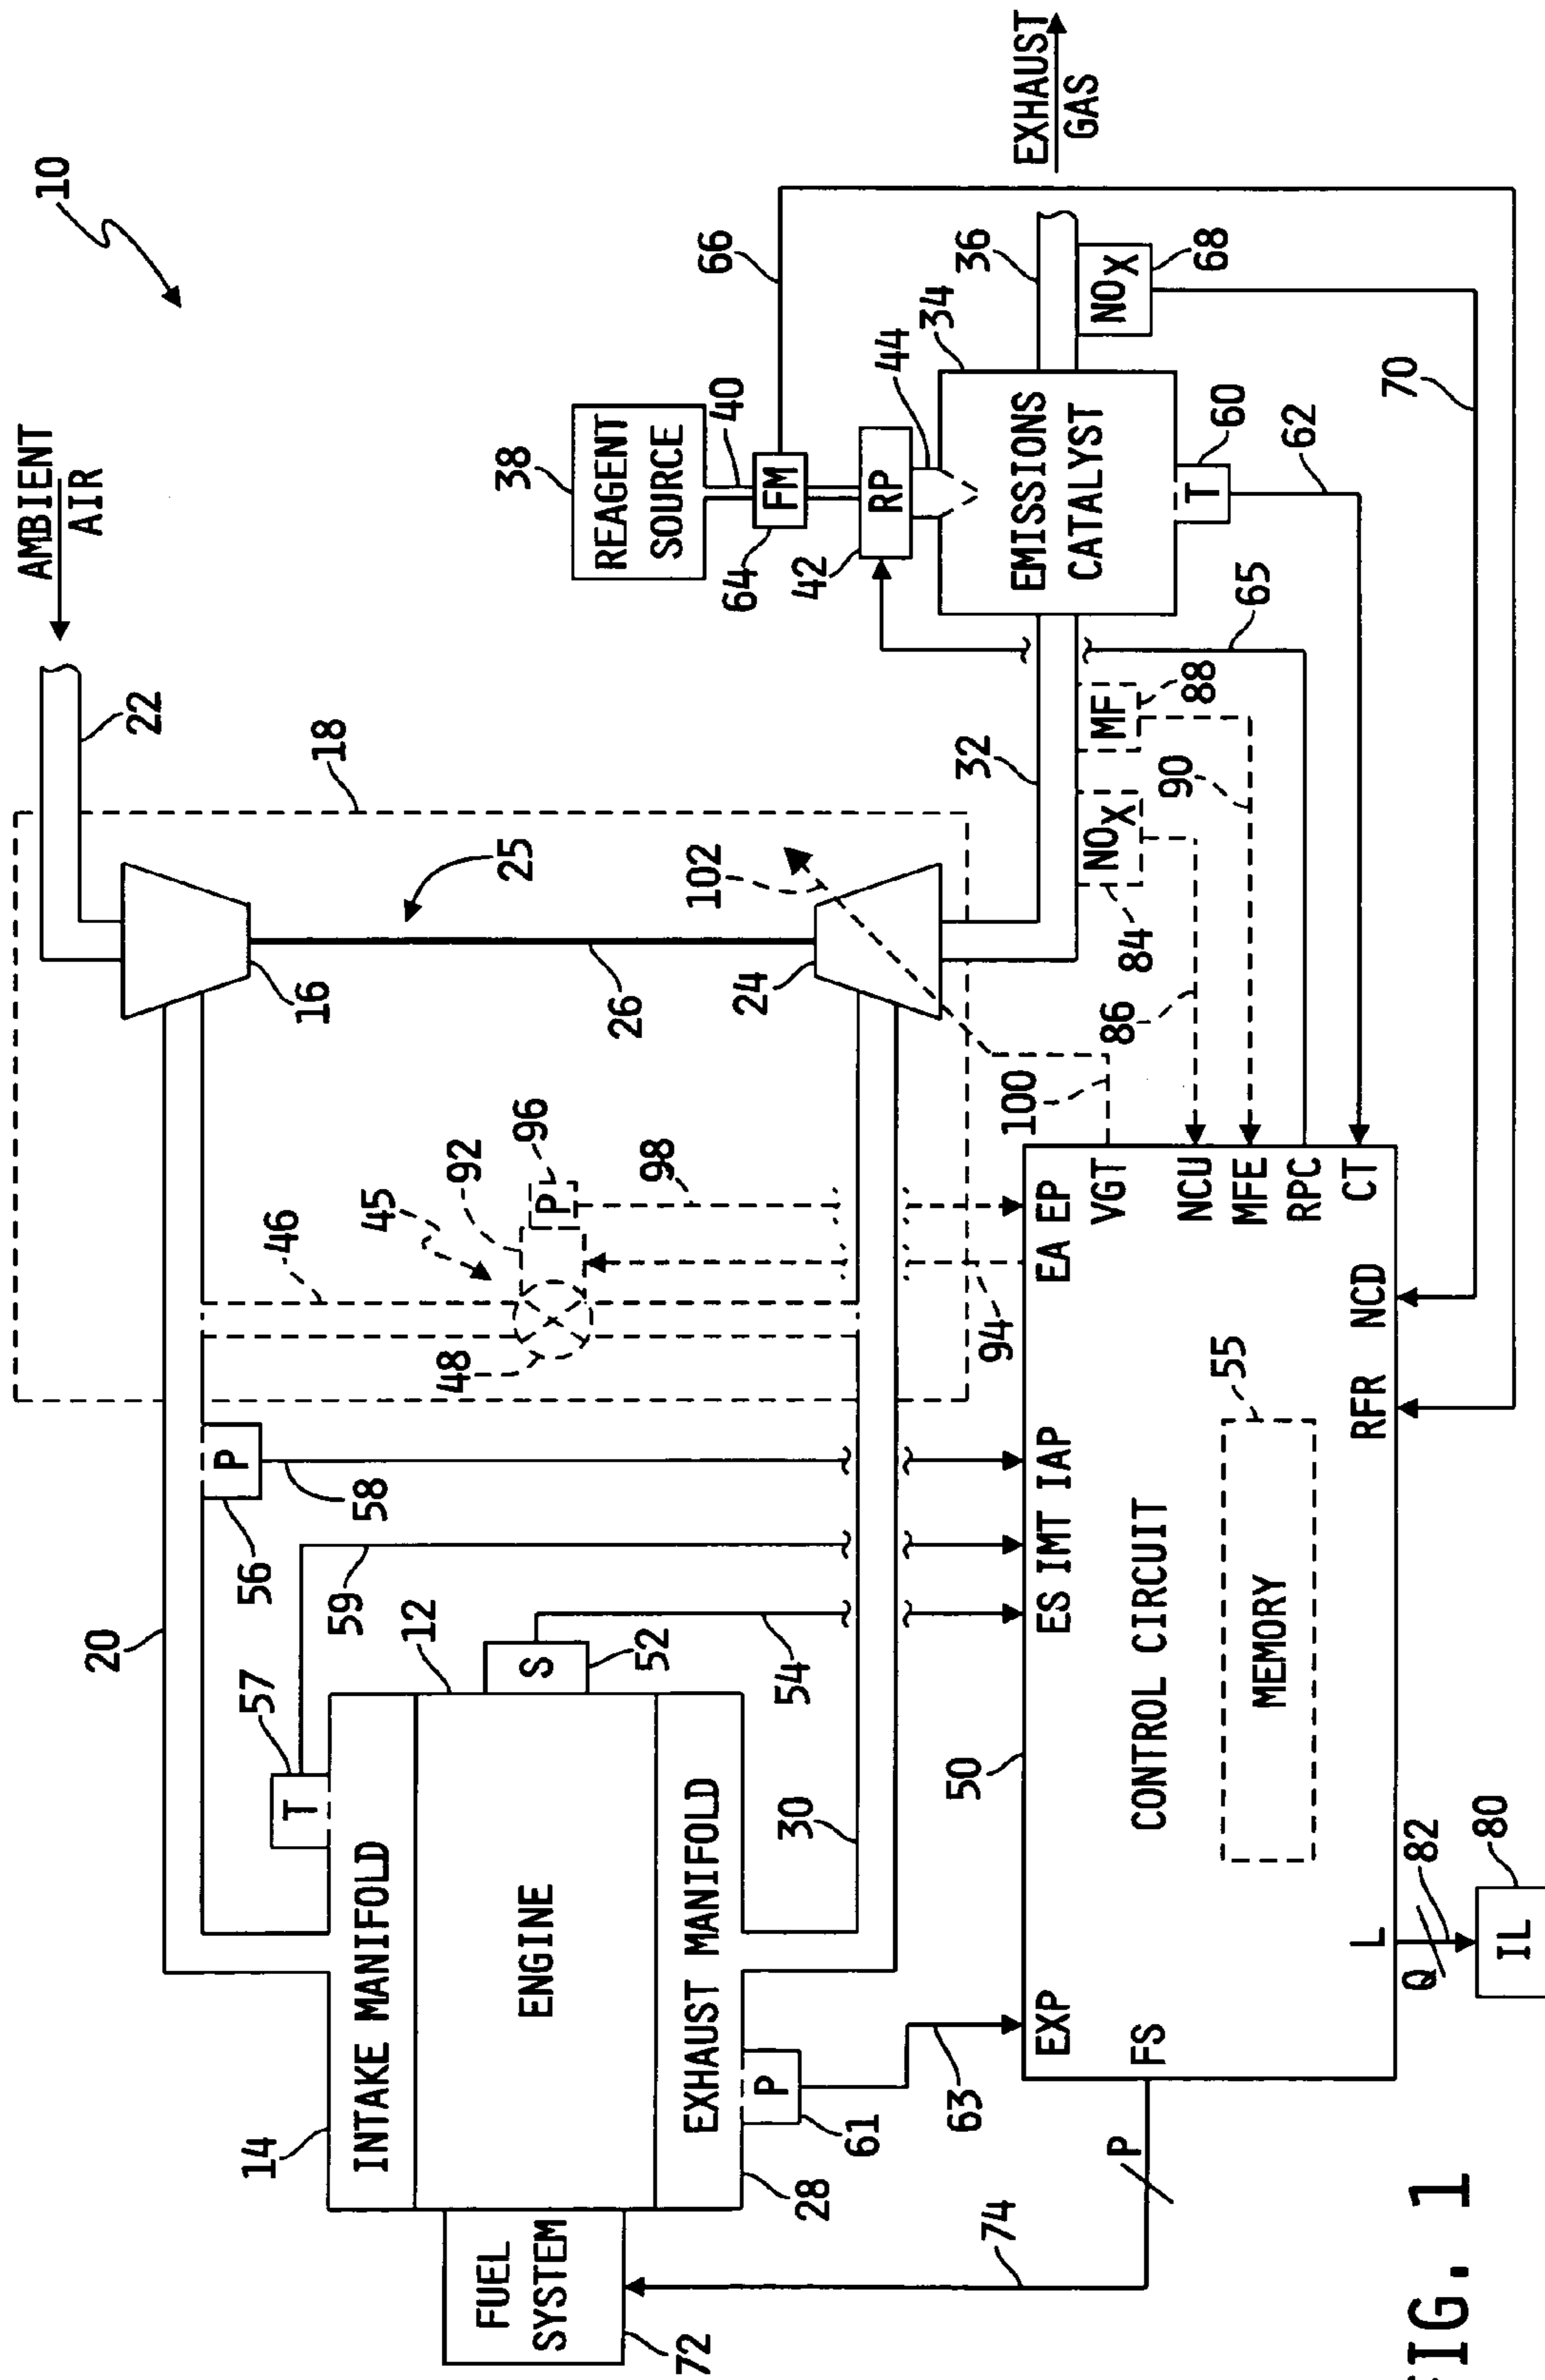 AMBIENT
AIR
10
22
18
25
16
26
24
102
REAGENT
SOURCE
38
40
FM
64
66
RP
42
44
EMISSIONS
CATALYST
34
36
EXHAUST
GAS
NOX
68
T
60
62
65
70
32
MF
88
90
NOX
84
86
100
20
46
45
92
P
96
98
48
94
P
56
58
T
57
59
12
S
52
54
14
INTAKE MANIFOLD
ENGINE
EXHAUST MANIFOLD
30
P
61
63
28
FUEL
SYSTEM
72
74
P
50
EXP
ES
IMT
IAP
EA
EP
VGT
NCU
MFE
RPC
CT
FS
CONTROL CIRCUIT
MEMORY
55
L
RFR
NCD
Q
82
IL
80
FIG. 1